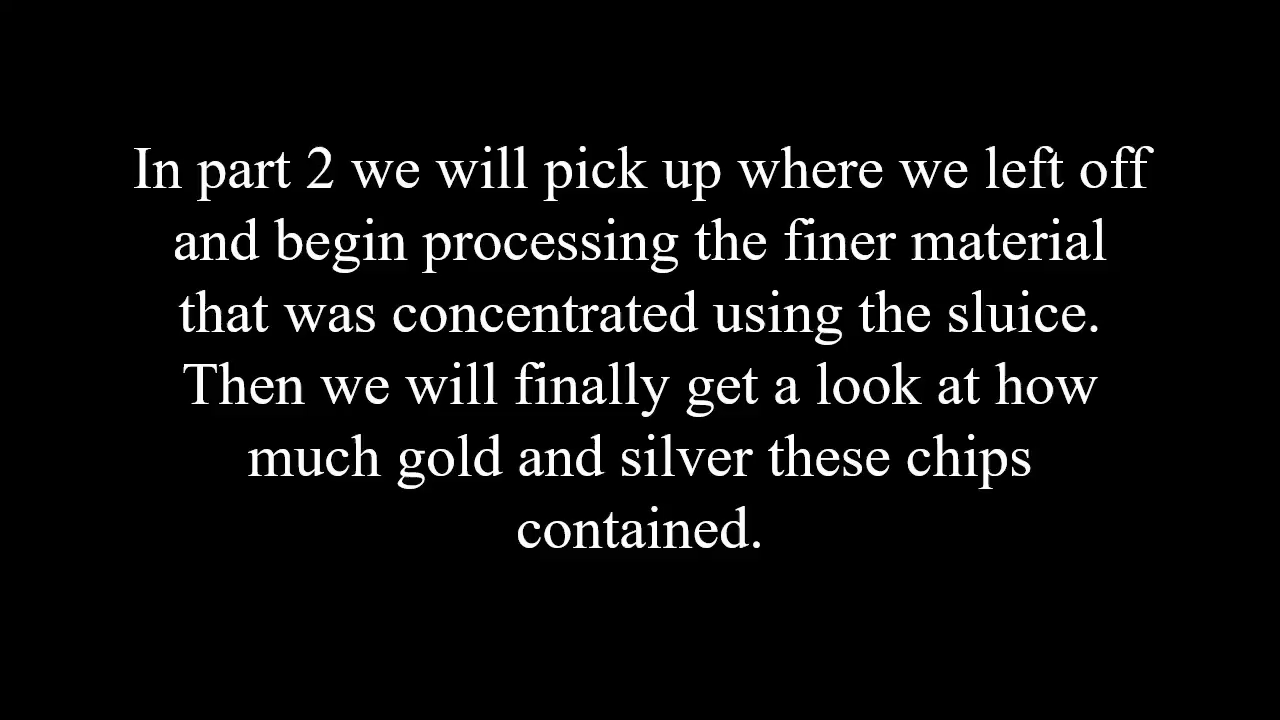 In part 2 we will pick up where we left off
and begin processing the finer material
that was concentrated using the sluice.
Then we will finally get a look at how
much gold and silver these chips
contained.